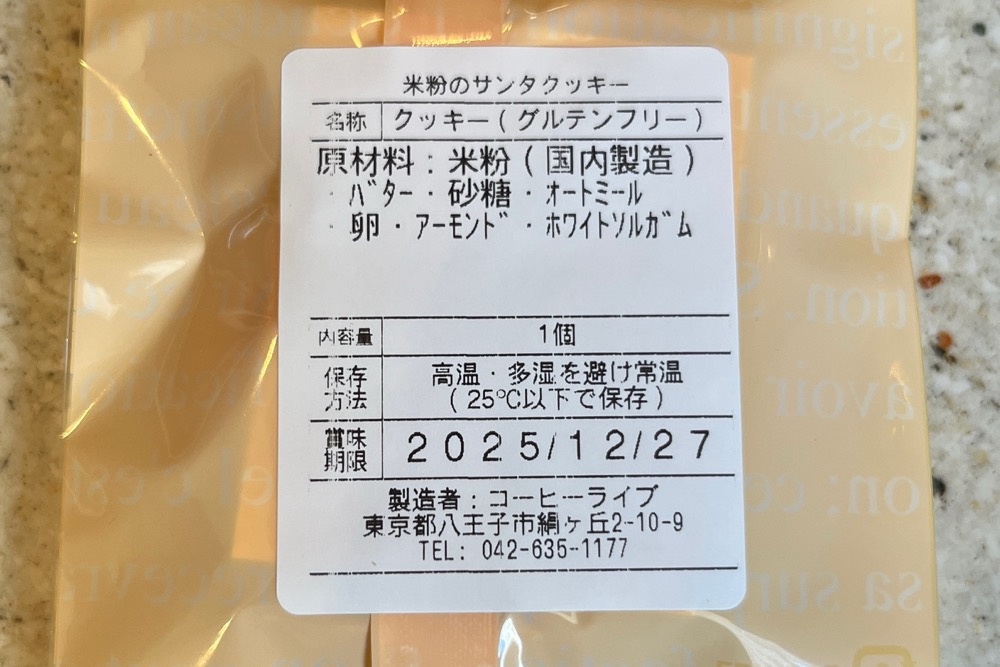 米粉のサンタクッキー
名称 クッキー(グルテンフリー)
原材料:米粉(国内製造)
・バター・砂糖・オートミール
・卵・アーモンド・ホワイトソルガム
内容量 1個
保存方法 高温・多湿を避け常温
(25℃以下で保存)
賞味期限 2025/12/27
製造者:コーヒーライブ
東京都八王子市絹ヶ丘2-10-9
TEL: 042-635-1177